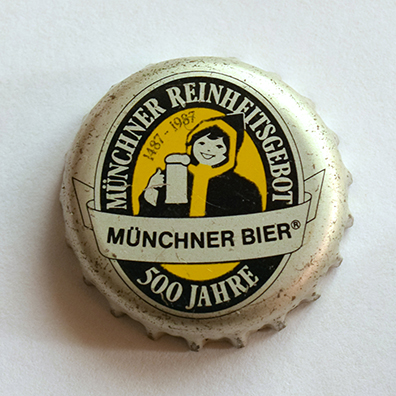 MÜNCHNER REINHEITSGEBOT
1487-1987
MÜNCHNER BIER®
500 JAHRE